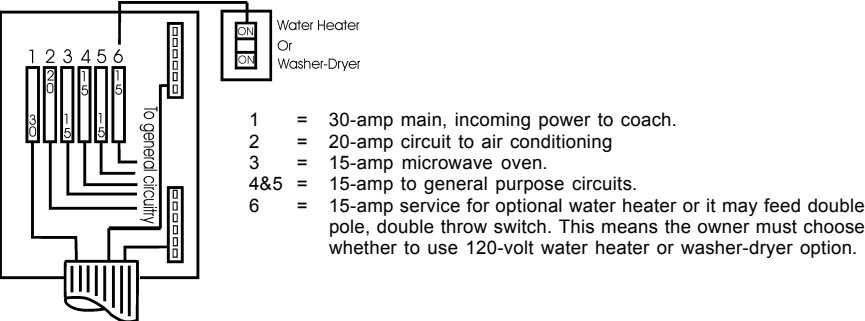 Water Heater
Or
Washer-Dryer
ON
ON
1 2 3 4 5 6
30
20
15
15
15
15
To general circuitry
1 = 30-amp main, incoming power to coach.
2 = 20-amp circuit to air conditioning
3 = 15-amp microwave oven.
4&5 = 15-amp to general purpose circuits.
6 = 15-amp service for optional water heater or it may feed double
pole, double throw switch. This means the owner must choose
whether to use 120-volt water heater or washer-dryer option.